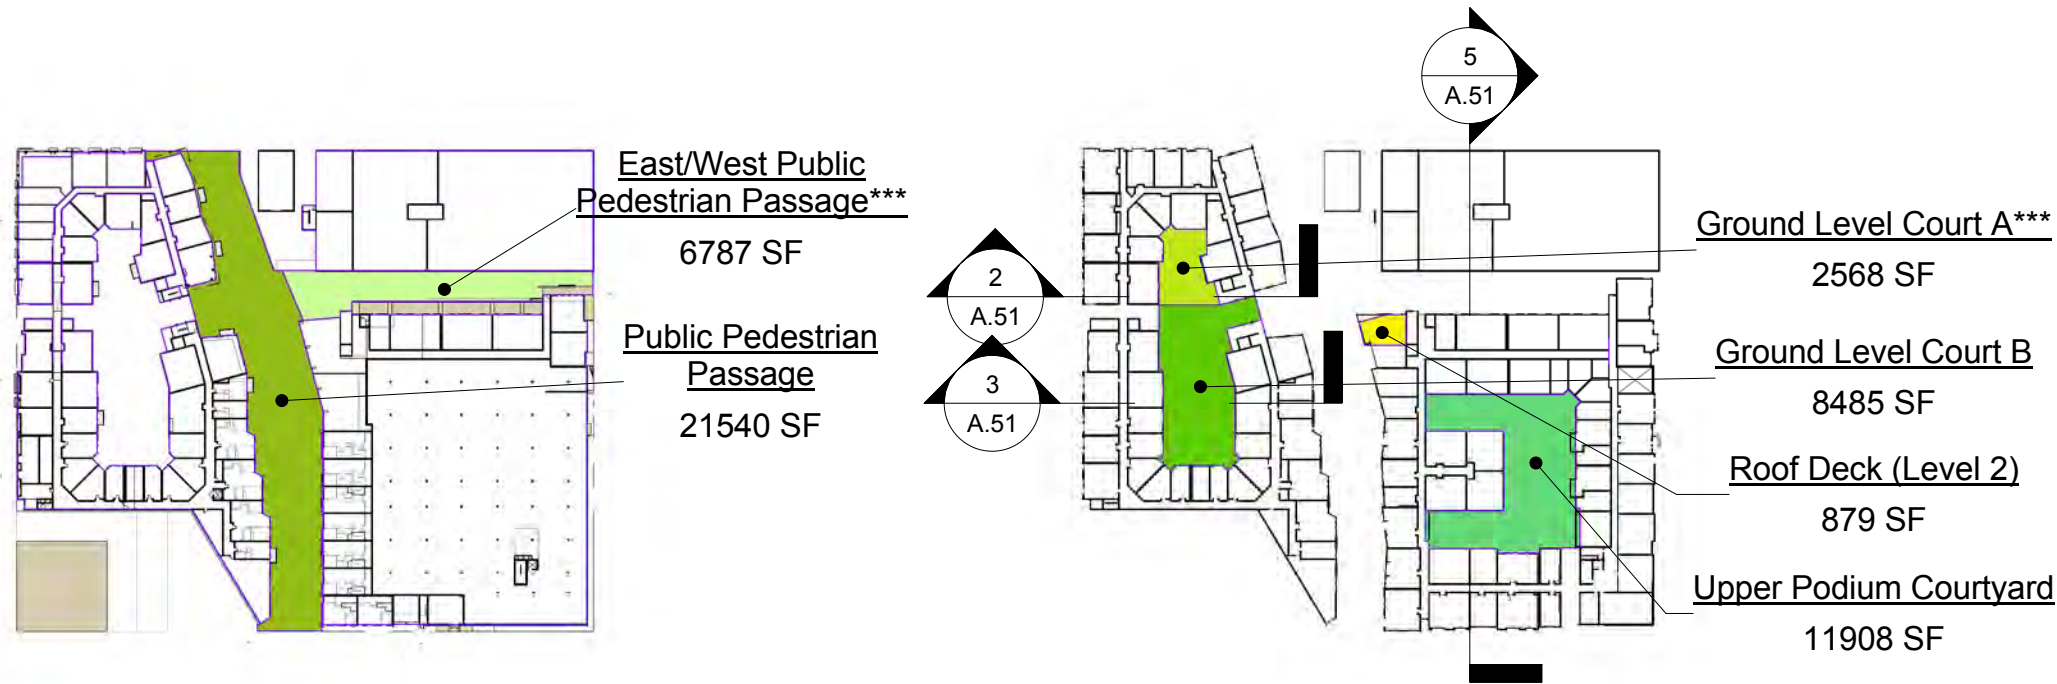 East/West Public
Pedestrian Passage***
6787 SF
Public Pedestrian
Passage
21540 SF
5
A.51
2
A.51
3
A.51
Ground Level Court A***
2568 SF
Ground Level Court B
8485 SF
Roof Deck (Level 2)
879 SF
Upper Podium Courtyard
11908 SF